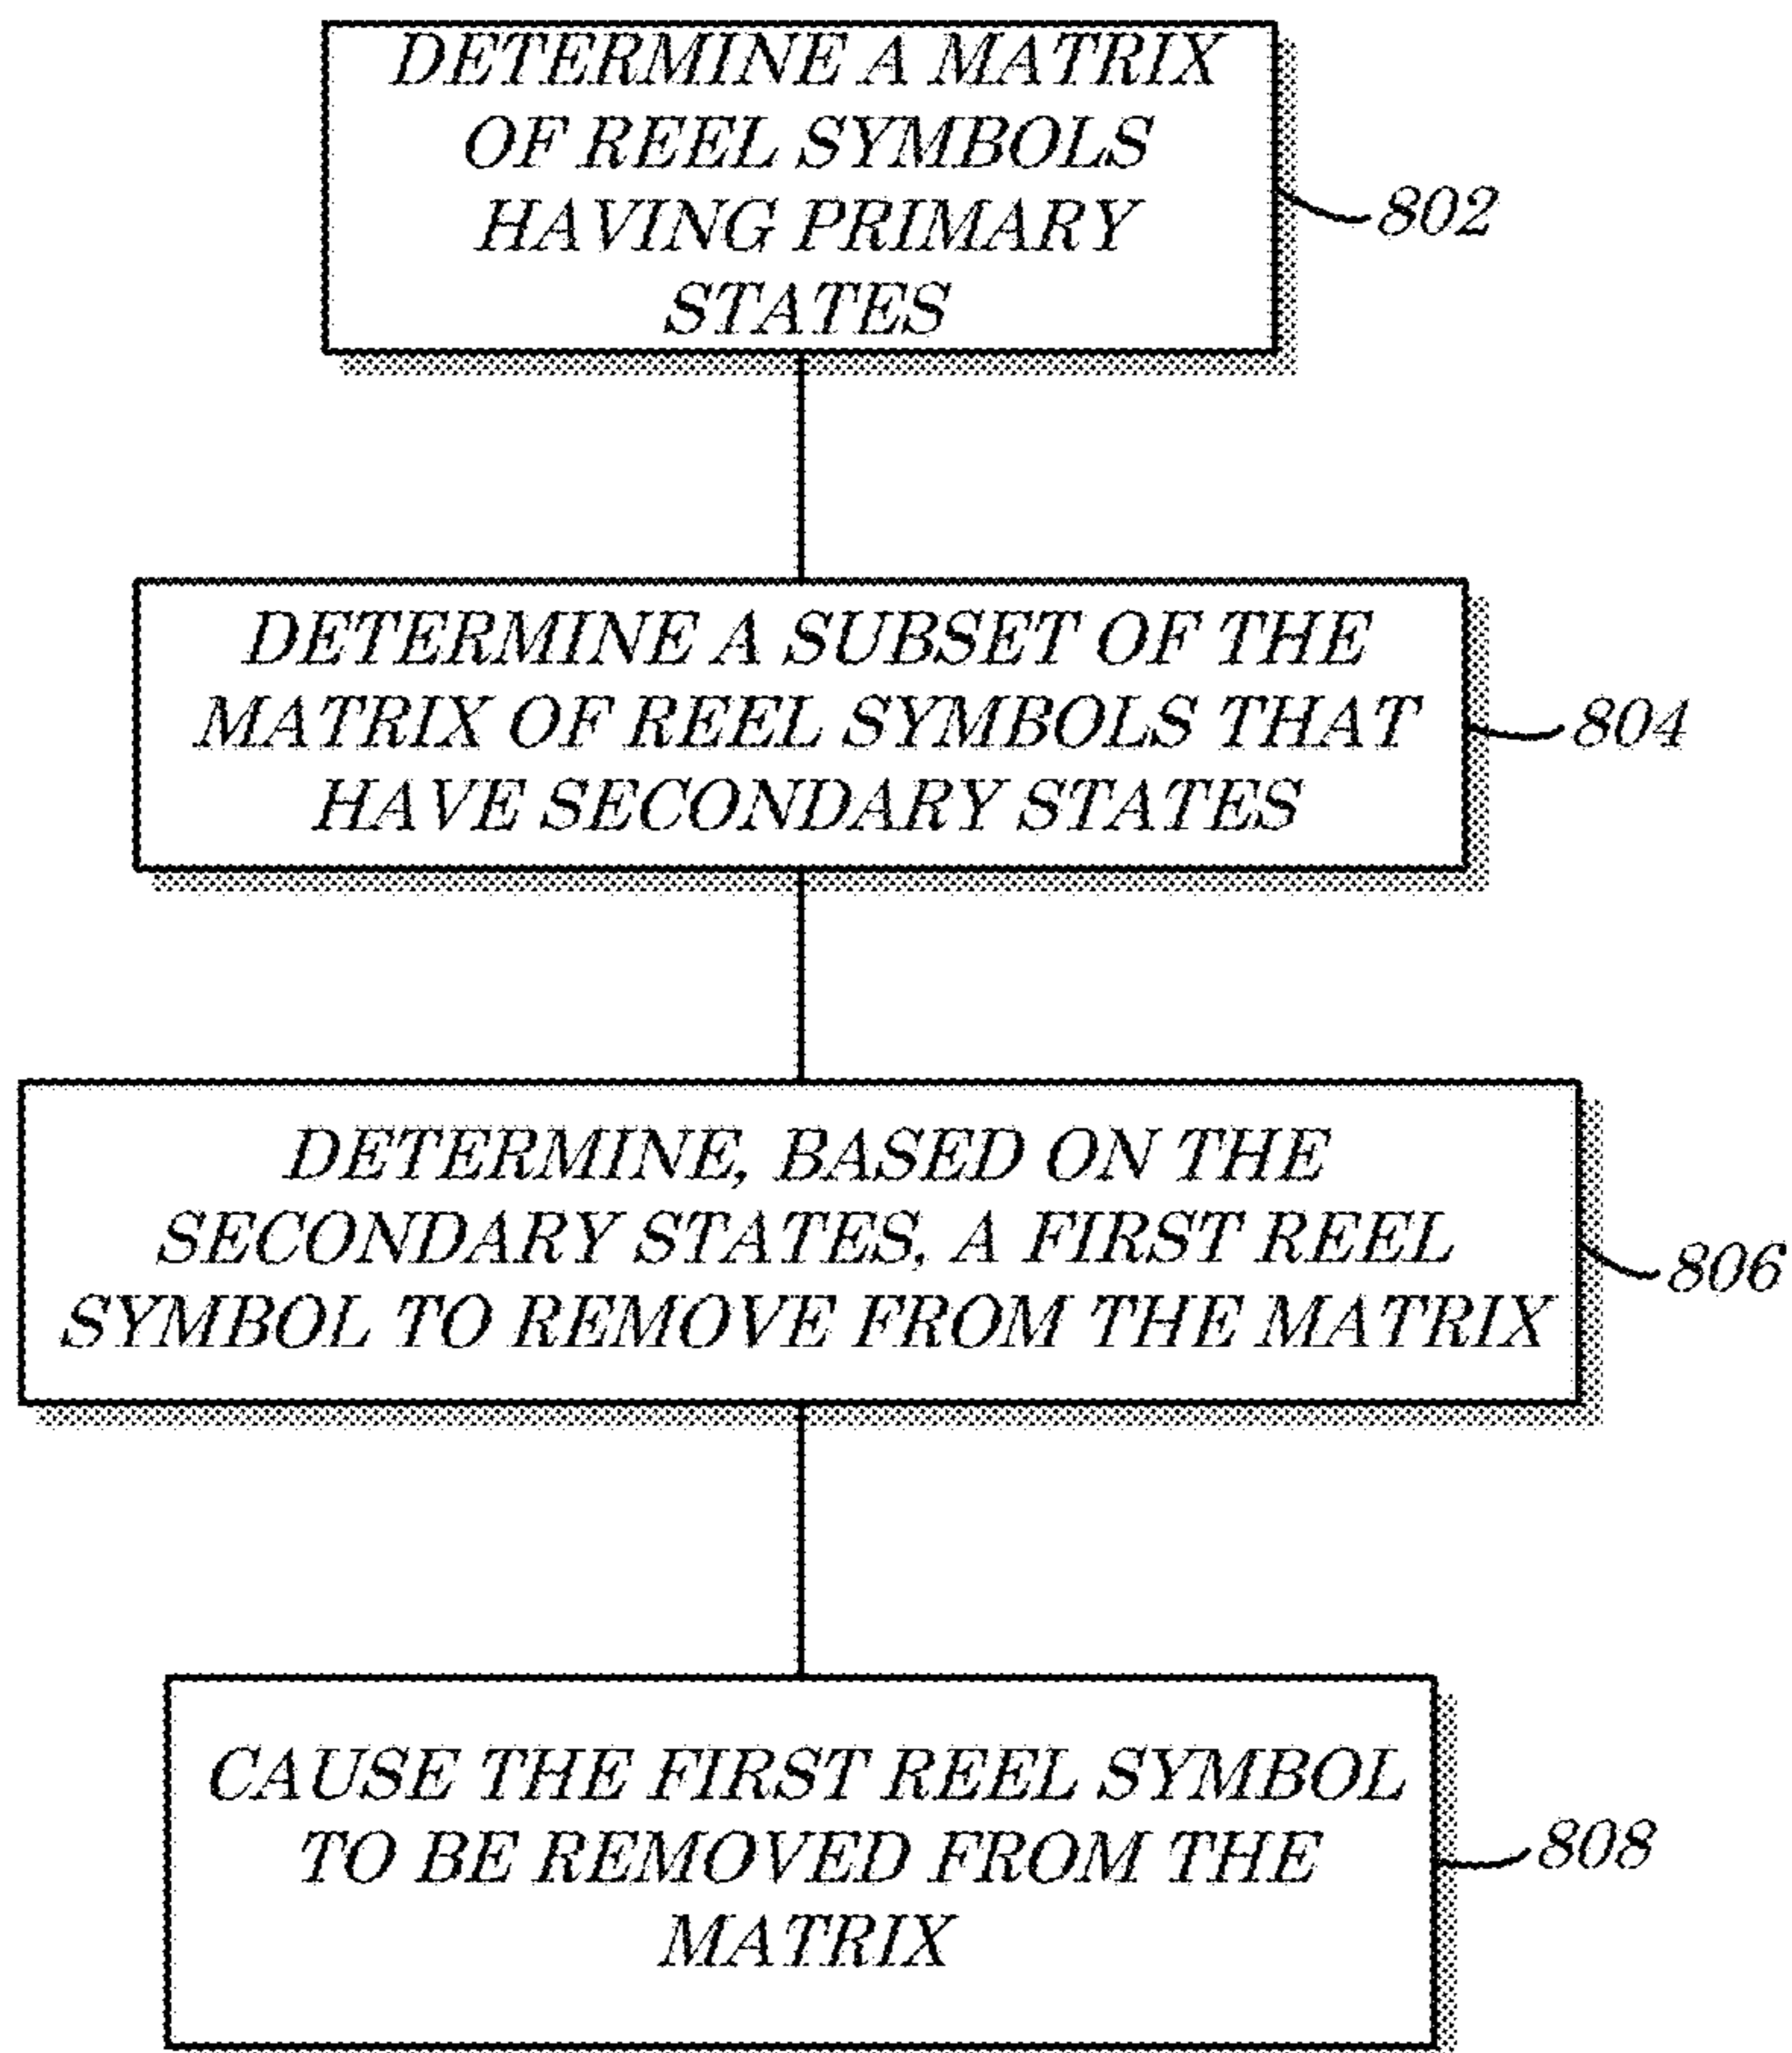 DETERMINE A MATRIX
OF REEL SYMBOLS
HAVING PRIMARY
STATES
802
DETERMINE A SUBSET OF THE
MATRIX OF REEL SYMBOLS THAT
HAVE SECONDARY STATES
804
DETERMINE, BASED ON THE
SECONDARY STATES, A FIRST REEL
SYMBOL TO REMOVE FROM THE MATRIX
806
CAUSE THE FIRST REEL SYMBOL
TO BE REMOVED FROM THE
MATRIX
808